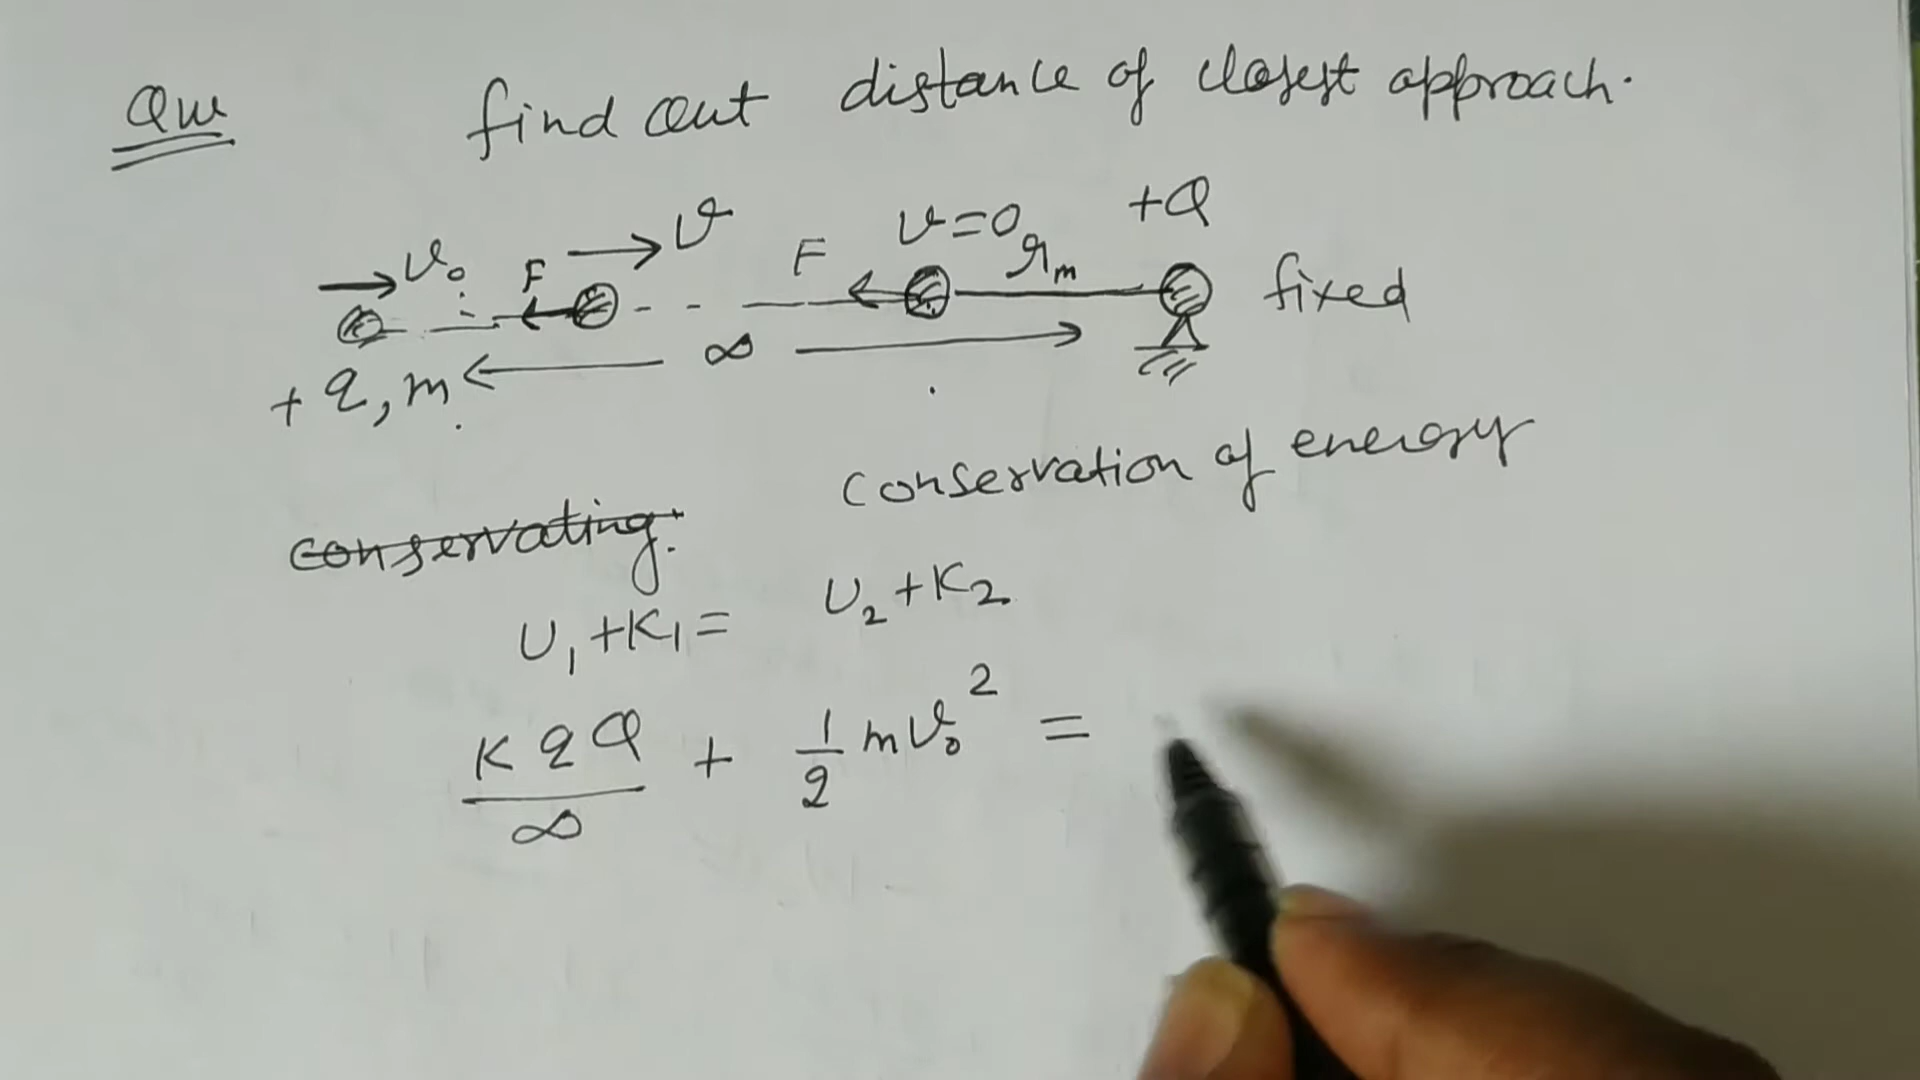 Que find out distance of closest approach.
v₀ F v F v=0 rₘ +Q
fixed
+q, m ∞
conservation of energy
conservating.
U₁+K₁= U₂+K₂
KqQ/∞ + 1/2 mv₀² =